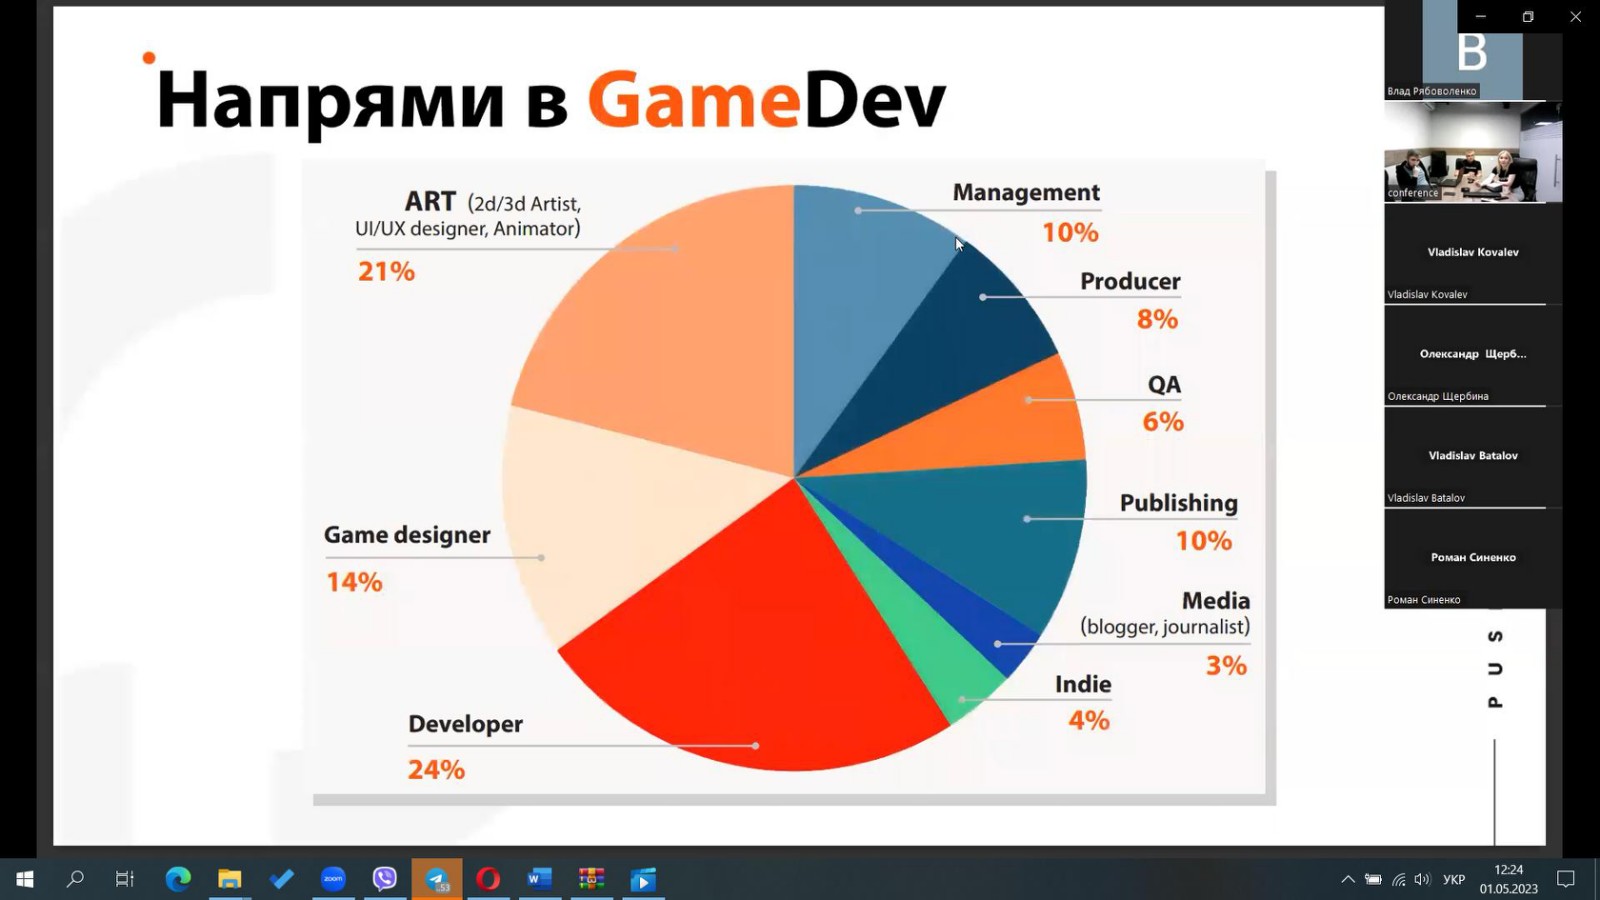 Напрями в GameDev
ART (2d/3d Artist,
UI/UX designer, Animator)
21%
Management
10%
Producer
8%
QA
6%
Publishing
10%
Media
(blogger, journalist)
3%
Indie
4%
Developer
24%
Game designer
14%
В
Влад Рябоволенко
conference
Vladislav Kovalev
Vladislav Kovalev
Олександр Щерб...
Олександр Щербина
Vladislav Batalov
Vladislav Batalov
Роман Синенко
Роман Синенко
PUS
zoom
53
УКР
12:24
01.05.2023